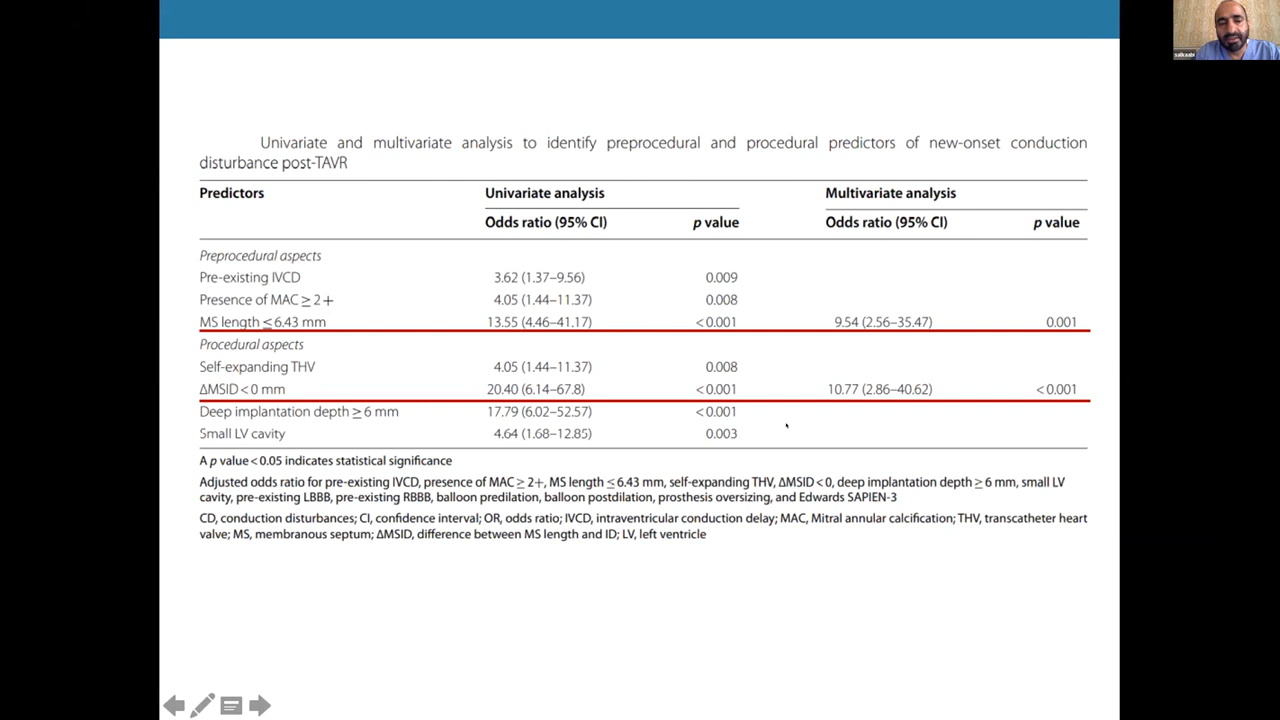 Univariate and multivariate analysis to identify preprocedural and procedural predictors of new-onset conduction
disturbance post-TAVR
Predictors Univariate analysis Multivariate analysis
Odds ratio (95% CI) p value Odds ratio (95% CI) p value
Preprocedural aspects
Pre-existing IVCD 3.62 (1.37–9.56) 0.009
Presence of MAC ≥ 2+ 4.05 (1.44–11.37) 0.008
MS length ≤ 6.43 mm 13.55 (4.46–41.17) <0.001 9.54 (2.56–35.47) 0.001
Procedural aspects
Self-expanding THV 4.05 (1.44–11.37) 0.008
ΔMSID < 0 mm 20.40 (6.14–67.8) <0.001 10.77 (2.86–40.62) <0.001
Deep implantation depth ≥ 6 mm 17.79 (6.02–52.57) <0.001
Small LV cavity 4.64 (1.68–12.85) 0.003
A p value < 0.05 indicates statistical significance
Adjusted odds ratio for pre-existing IVCD, presence of MAC ≥ 2+, MS length ≤ 6.43 mm, self-expanding THV, ΔMSID < 0, deep implantation depth ≥ 6 mm, small LV
cavity, pre-existing LBBB, pre-existing RBBB, balloon predilation, balloon postdilation, prosthesis oversizing, and Edwards SAPIEN-3
CD, conduction disturbances; CI, confidence interval; OR, odds ratio; IVCD, intraventricular conduction delay; MAC, Mitral annular calcification; THV, transcatheter heart
valve; MS, membranous septum; ΔMSID, difference between MS length and ID; LV, left ventricle